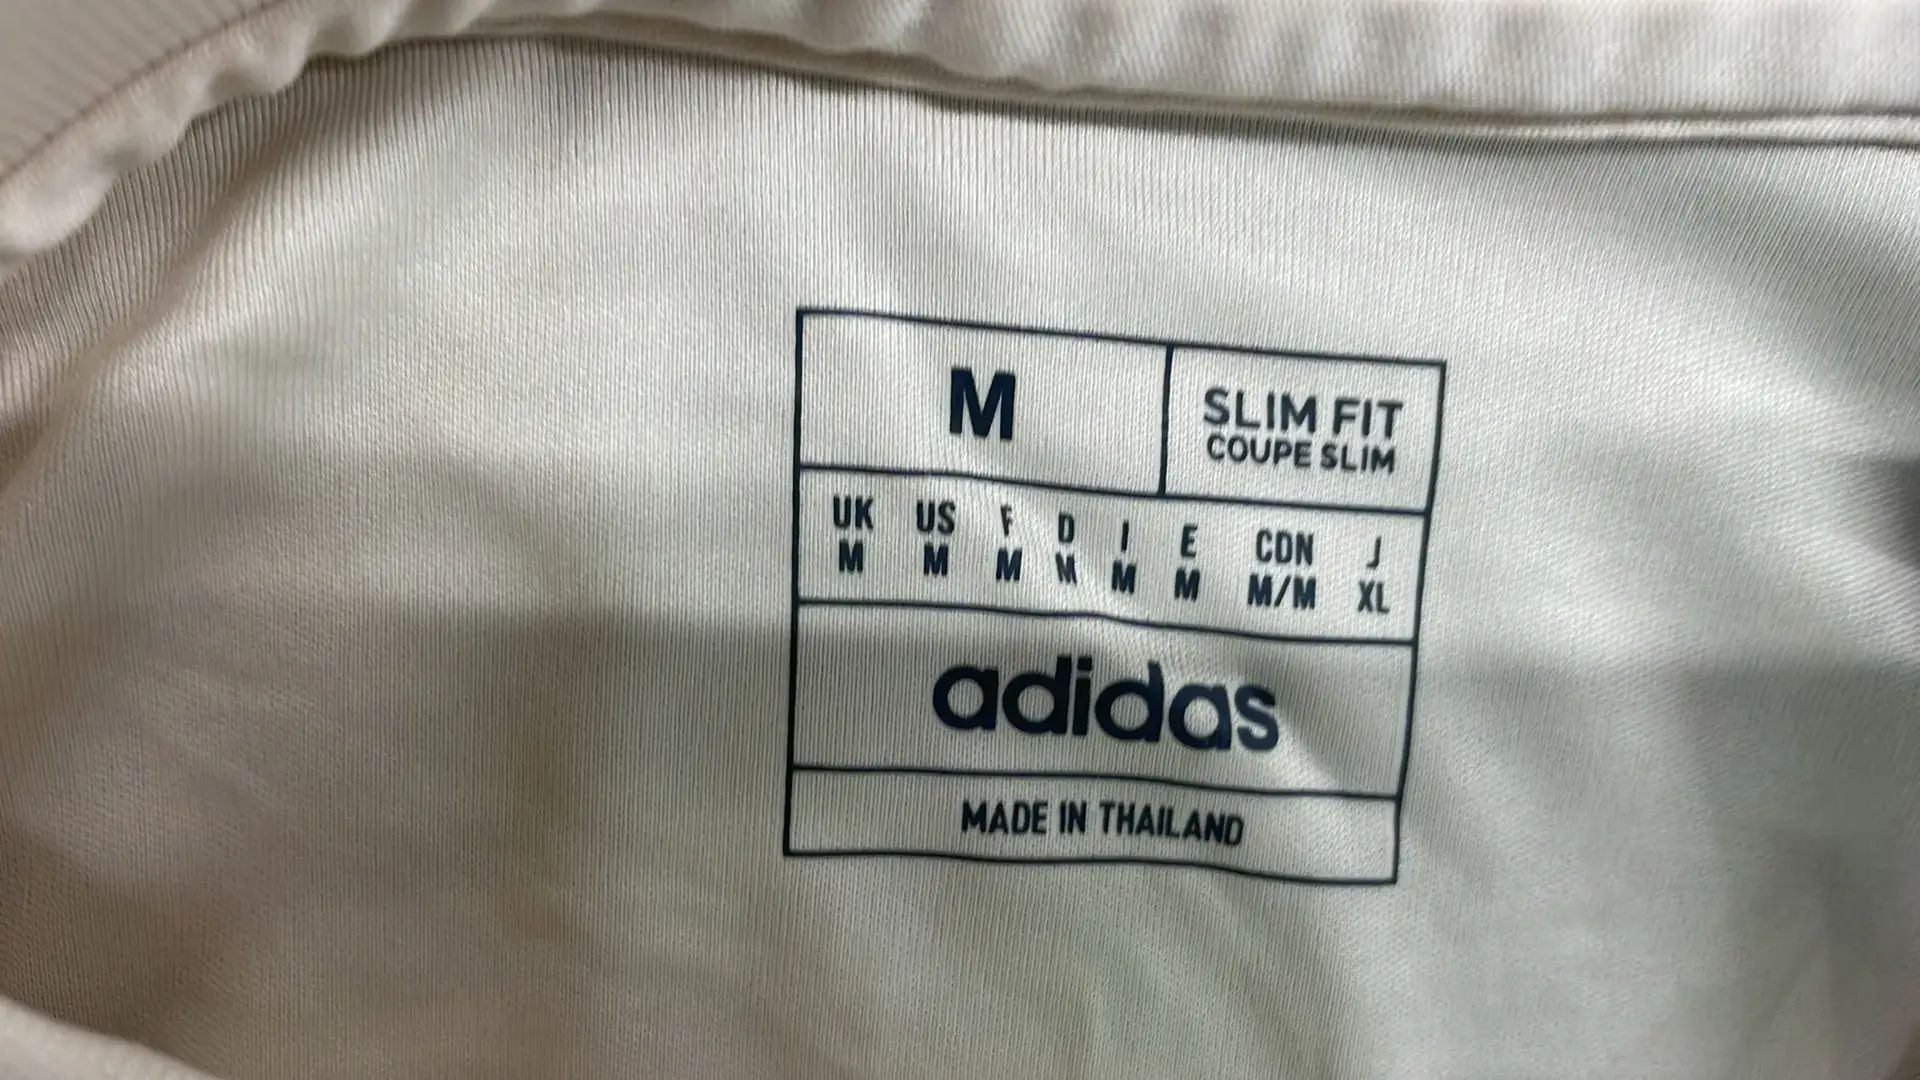 M
SLIM FIT
COUPE SLIM
UK US F D I E CDN J
M M M M M M M/M XL
adidas
MADE IN THAILAND